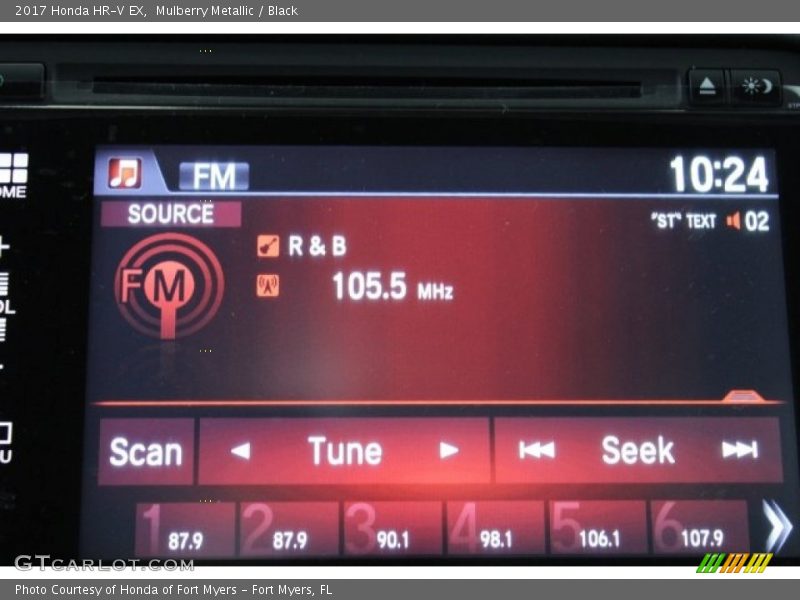 2017 Honda HR-V EX, Mulberry Metallic / Black
FM 10:24
OME
SOURCE "ST" TEXT 02
R & B
FM
105.5 MHz
OL
Scan Tune Seek
U
1 87.9 2 87.9 3 90.1 4 98.1 5 106.1 6 107.9
GTCARLOT.COM
Photo Courtesy of Honda of Fort Myers - Fort Myers, FL